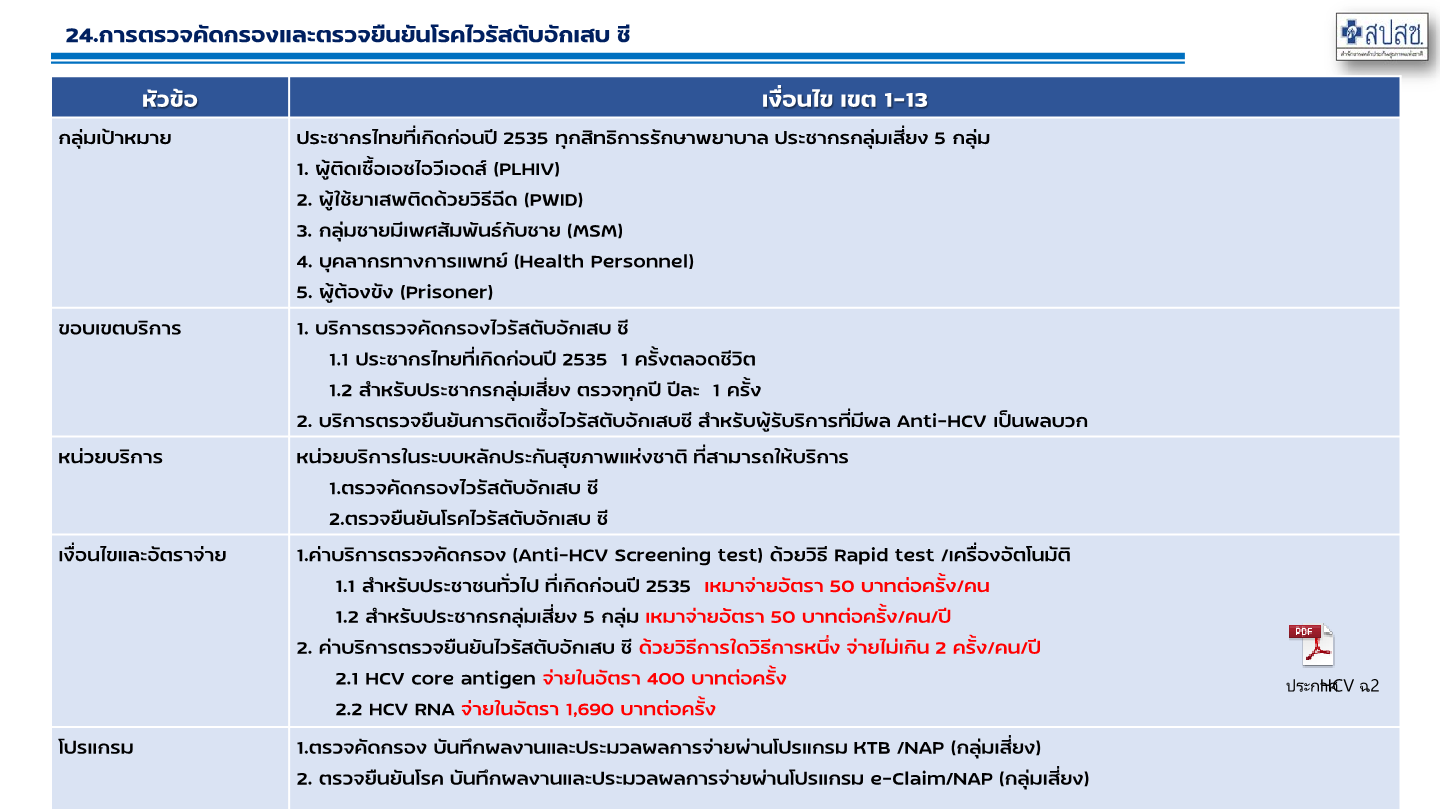 24.การตรวจคัดกรองและตรวจยืนยันโรคไวรัสตับอักเสบ ซี
สปสช.
สำนักงานหลักประกันสุขภาพแห่งชาติ
หัวข้อ
เงื่อนไข เขต 1-13
กลุ่มเป้าหมาย
ประชากรไทยที่เกิดก่อนปี 2535 ทุกสิทธิการรักษาพยาบาล ประชากรกลุ่มเสี่ยง 5 กลุ่ม
1. ผู้ติดเชื้อเอชไอวีเอดส์ (PLHIV)
2. ผู้ใช้ยาเสพติดด้วยวิธีฉีด (PWID)
3. กลุ่มชายมีเพศสัมพันธ์กับชาย (MSM)
4. บุคลากรทางการแพทย์ (Health Personnel)
5. ผู้ต้องขัง (Prisoner)
ขอบเขตบริการ
1. บริการตรวจคัดกรองไวรัสตับอักเสบ ซี
1.1 ประชากรไทยที่เกิดก่อนปี 2535 1 ครั้งตลอดชีวิต
1.2 สำหรับประชากรกลุ่มเสี่ยง ตรวจทุกปี ปีละ 1 ครั้ง
2. บริการตรวจยืนยันการติดเชื้อไวรัสตับอักเสบซี สำหรับผู้รับบริการที่มีผล Anti-HCV เป็นผลบวก
หน่วยบริการ
หน่วยบริการในระบบหลักประกันสุขภาพแห่งชาติ ที่สามารถให้บริการ
1.ตรวจคัดกรองไวรัสตับอักเสบ ซี
2.ตรวจยืนยันโรคไวรัสตับอักเสบ ซี
เงื่อนไขและอัตราจ่าย
1.ค่าบริการตรวจคัดกรอง (Anti-HCV Screening test) ด้วยวิธี Rapid test /เครื่องอัตโนมัติ
1.1 สำหรับประชาชนทั่วไป ที่เกิดก่อนปี 2535 เหมาจ่ายอัตรา 50 บาทต่อครั้ง/คน
1.2 สำหรับประชากรกลุ่มเสี่ยง 5 กลุ่ม เหมาจ่ายอัตรา 50 บาทต่อครั้ง/คน/ปี
2. ค่าบริการตรวจยืนยันไวรัสตับอักเสบ ซี ด้วยวิธีการใดวิธีการหนึ่ง จ่ายไม่เกิน 2 ครั้ง/คน/ปี
2.1 HCV core antigen จ่ายในอัตรา 400 บาทต่อครั้ง
2.2 HCV RNA จ่ายในอัตรา 1,690 บาทต่อครั้ง
PDF
ประกาศHCV ฉ2
โปรแกรม
1.ตรวจคัดกรอง บันทึกผลงานและประมวลผลการจ่ายผ่านโปรแกรม KTB /NAP (กลุ่มเสี่ยง)
2. ตรวจยืนยันโรค บันทึกผลงานและประมวลผลการจ่ายผ่านโปรแกรม e-Claim/NAP (กลุ่มเสี่ยง)